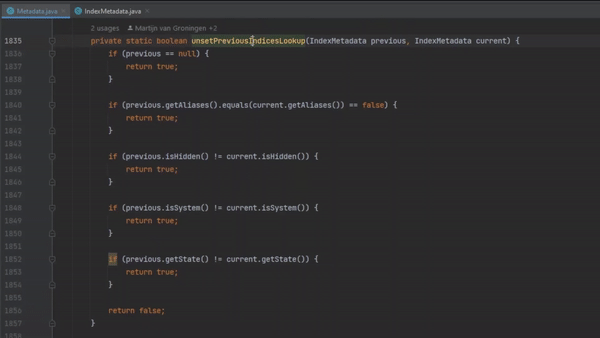 Metadata.java
IndexMetadata.java
2 usages Martijn van Groningen +2
1835 private static boolean unsetPreviousIndicesLookup(IndexMetadata previous, IndexMetadata current) {
1836 if (previous == null) {
1837 return true;
1838 }
1839
1840 if (previous.getAliases().equals(current.getAliases()) == false) {
1841 return true;
1842 }
1843
1844 if (previous.isHidden() != current.isHidden()) {
1845 return true;
1846 }
1847
1848 if (previous.isSystem() != current.isSystem()) {
1849 return true;
1850 }
1851
1852 if (previous.getState() != current.getState()) {
1853 return true;
1854 }
1855
1856 return false;
1857 }
1858